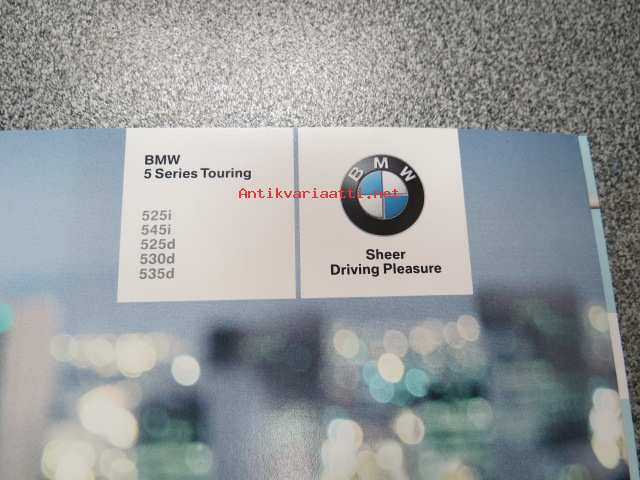 BMW
5 Series Touring
525i
545i
525d
530d
535d
BMW
Sheer
Driving Pleasure
Antikvariaatti.net